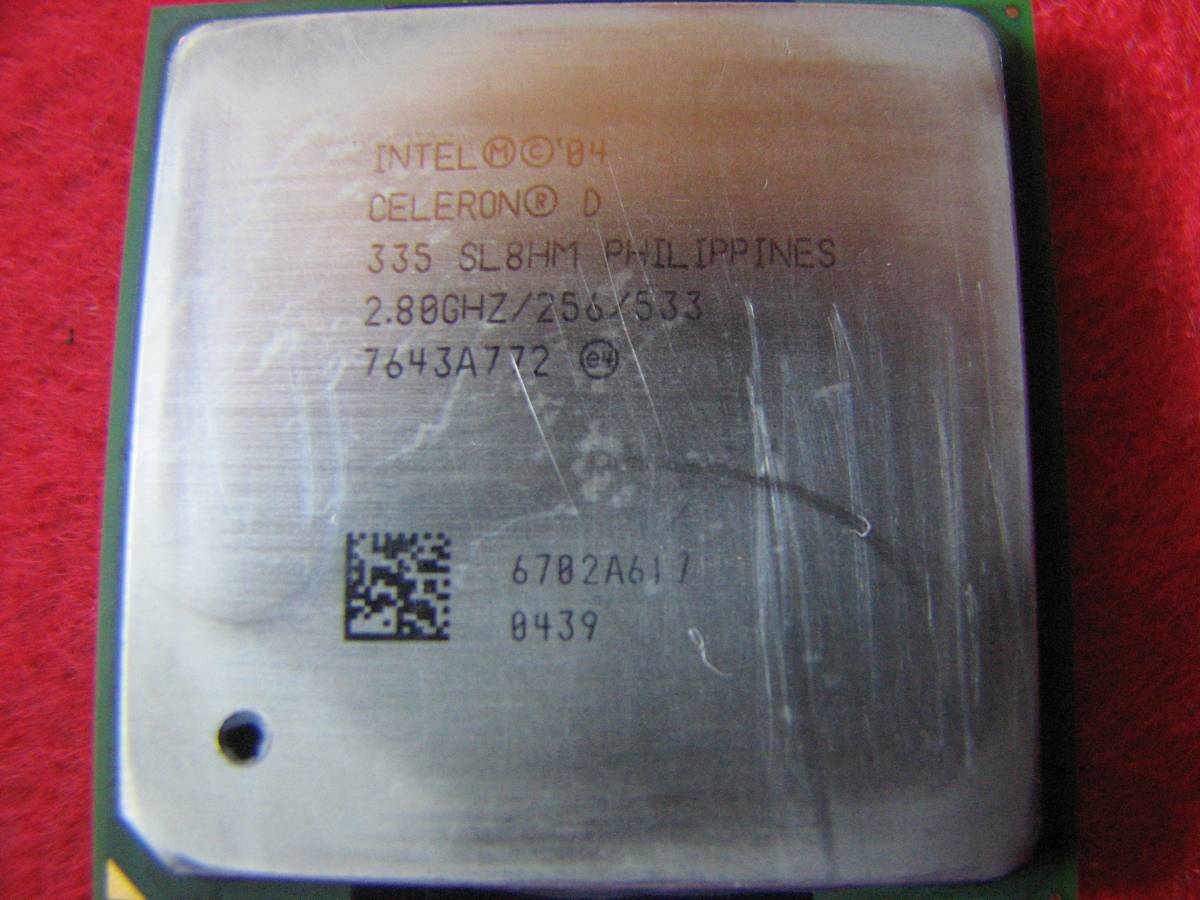 INTEL Ⓜ © '04
CELERON® D
335 SL8HM PHILIPPINES
2.80GHZ/256/533
7643A772 e4
6702A617
0439